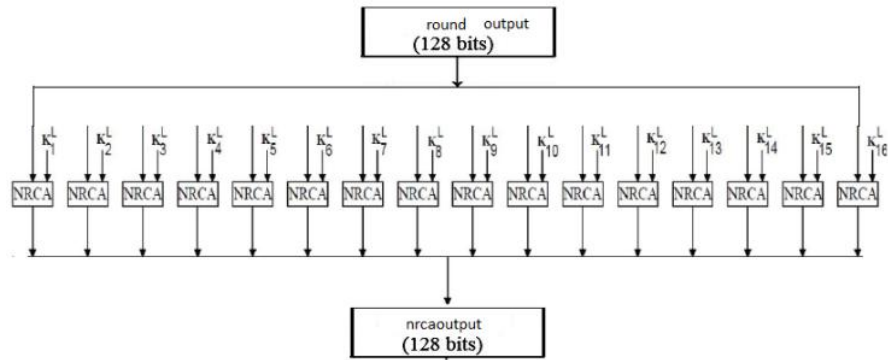 round output
(128 bits)
K₁ᴸ K₂ᴸ K₃ᴸ K₄ᴸ K₅ᴸ K₆ᴸ K₇ᴸ K₈ᴸ K₉ᴸ K₁₀ᴸ K₁₁ᴸ K₁₂ᴸ K₁₃ᴸ K₁₄ᴸ K₁₅ᴸ K₁₆ᴸ
NRCA NRCA NRCA NRCA NRCA NRCA NRCA NRCA NRCA NRCA NRCA NRCA NRCA NRCA NRCA NRCA
nrcaoutput
(128 bits)